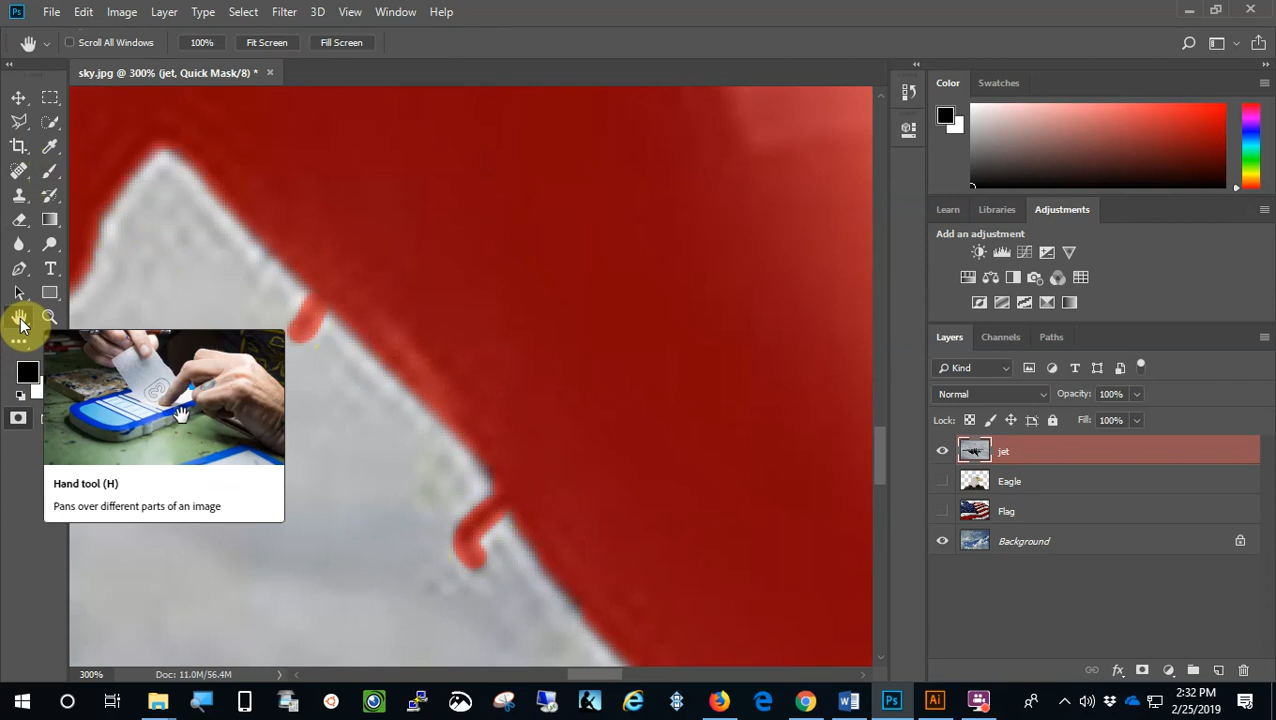 Ps File Edit Image Layer Type Select Filter 3D View Window Help
Scroll All Windows 100% Fit Screen Fill Screen
sky.jpg @ 300% (jet, Quick Mask/8) *
Color Swatches
Learn Libraries Adjustments
Add an adjustment
Layers Channels Paths
Kind
Normal Opacity: 100%
Lock: Fill: 100%
jet
Eagle
Flag
Background
Hand tool (H)
Pans over different parts of an image
300% Doc: 11.0M/56.4M
Ps Ai 2:32 PM
2/25/2019